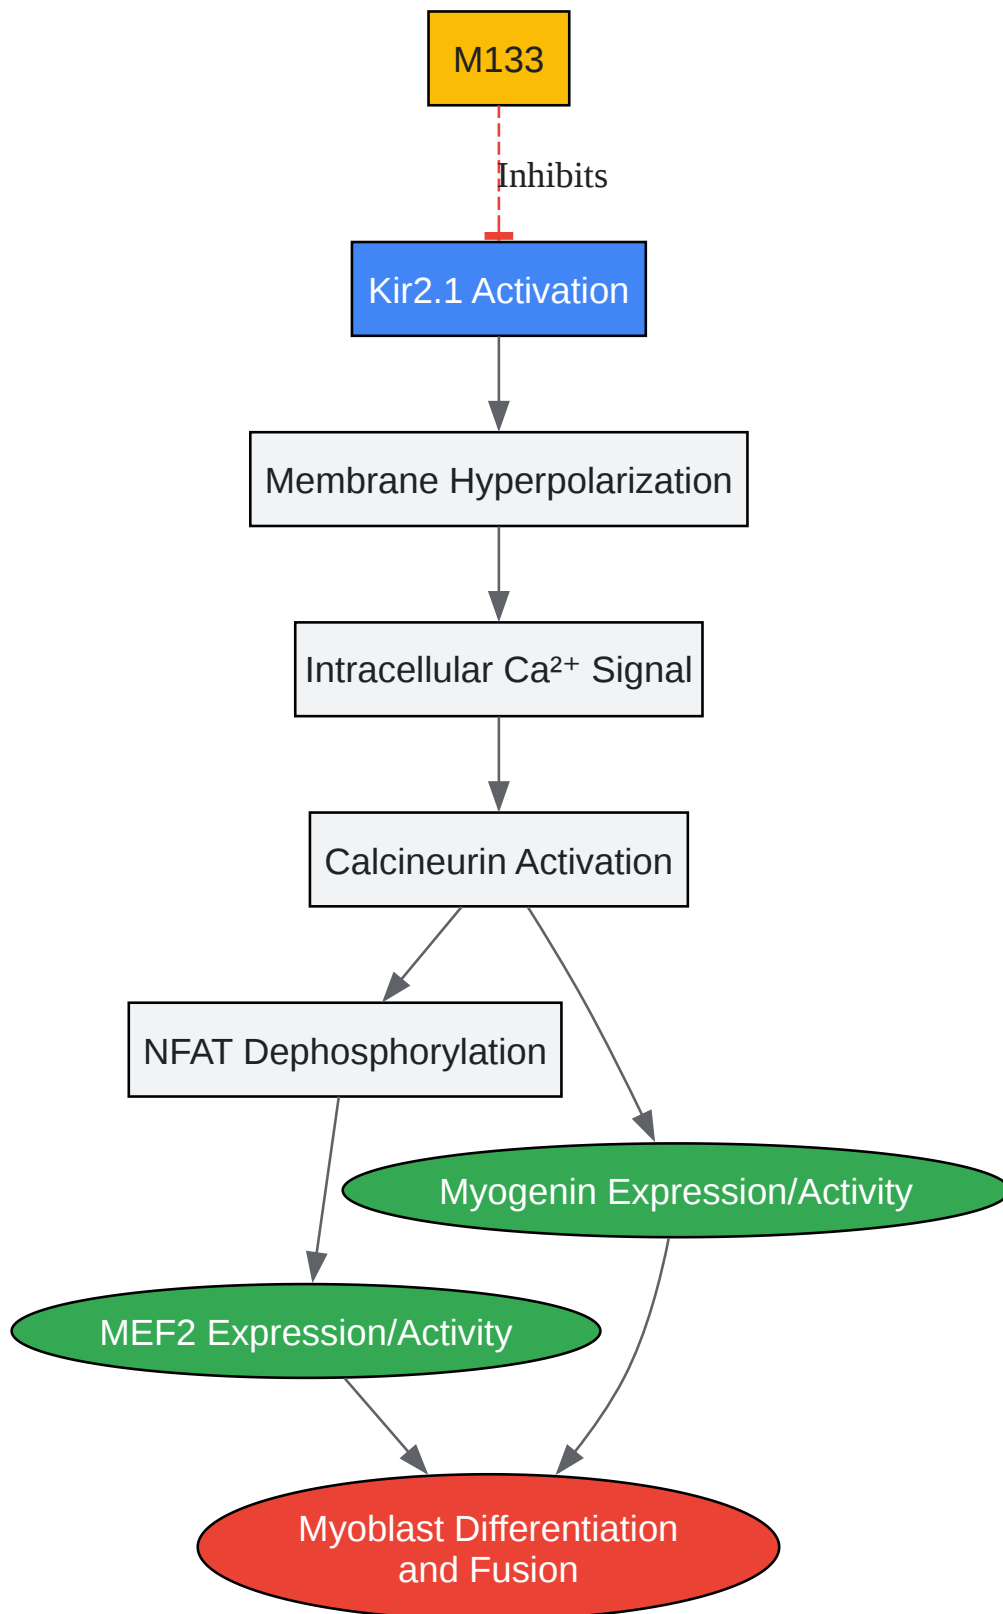 M133
Inhibits
Kir2.1 Activation
Membrane Hyperpolarization
Intracellular Ca²⁺ Signal
Calcineurin Activation
NFAT Dephosphorylation
Myogenin Expression/Activity
MEF2 Expression/Activity
Myoblast Differentiation
and Fusion